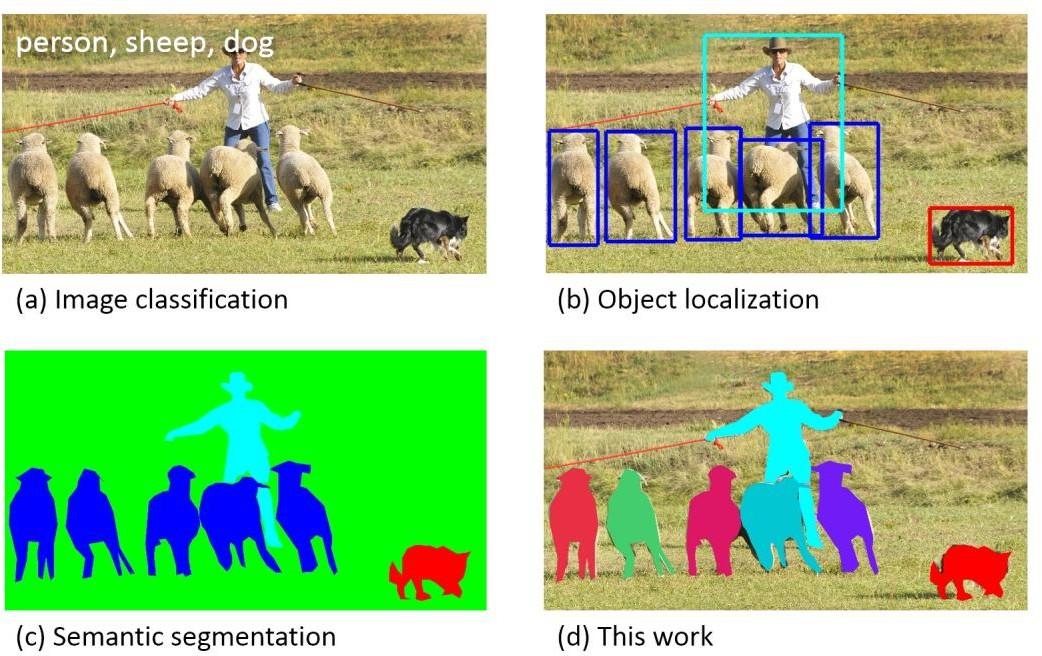 person, sheep, dog
(a) Image classification
(b) Object localization
(c) Semantic segmentation
(d) This work